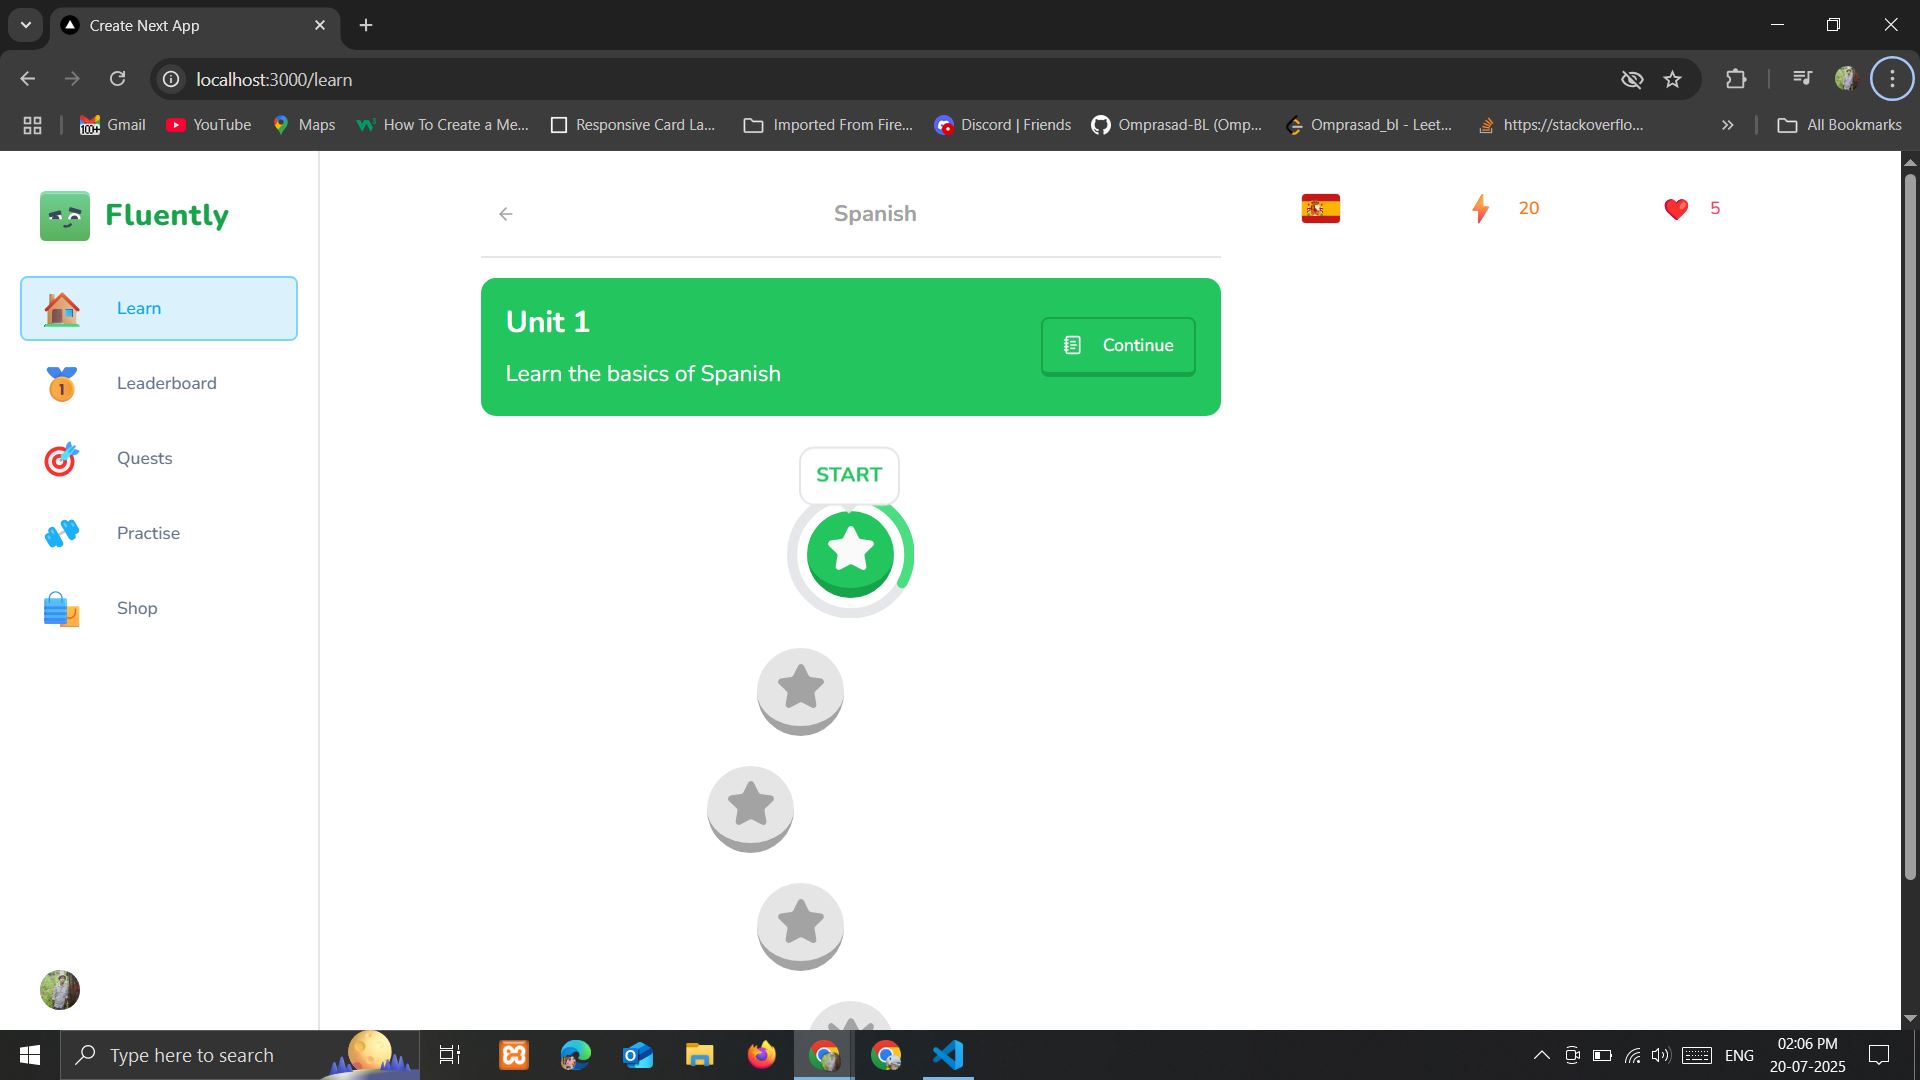 Create Next App
localhost:3000/learn
Gmail
YouTube
Maps
How To Create a Me...
Responsive Card La...
Imported From Fire...
Discord | Friends
Omprasad-BL (Omp...
Omprasad_bl - Leet...
https://stackoverflo...
All Bookmarks
Fluently
Spanish
20
5
Learn
Leaderboard
Quests
Practise
Shop
Unit 1
Learn the basics of Spanish
Continue
START
Type here to search
ENG
02:06 PM
20-07-2025